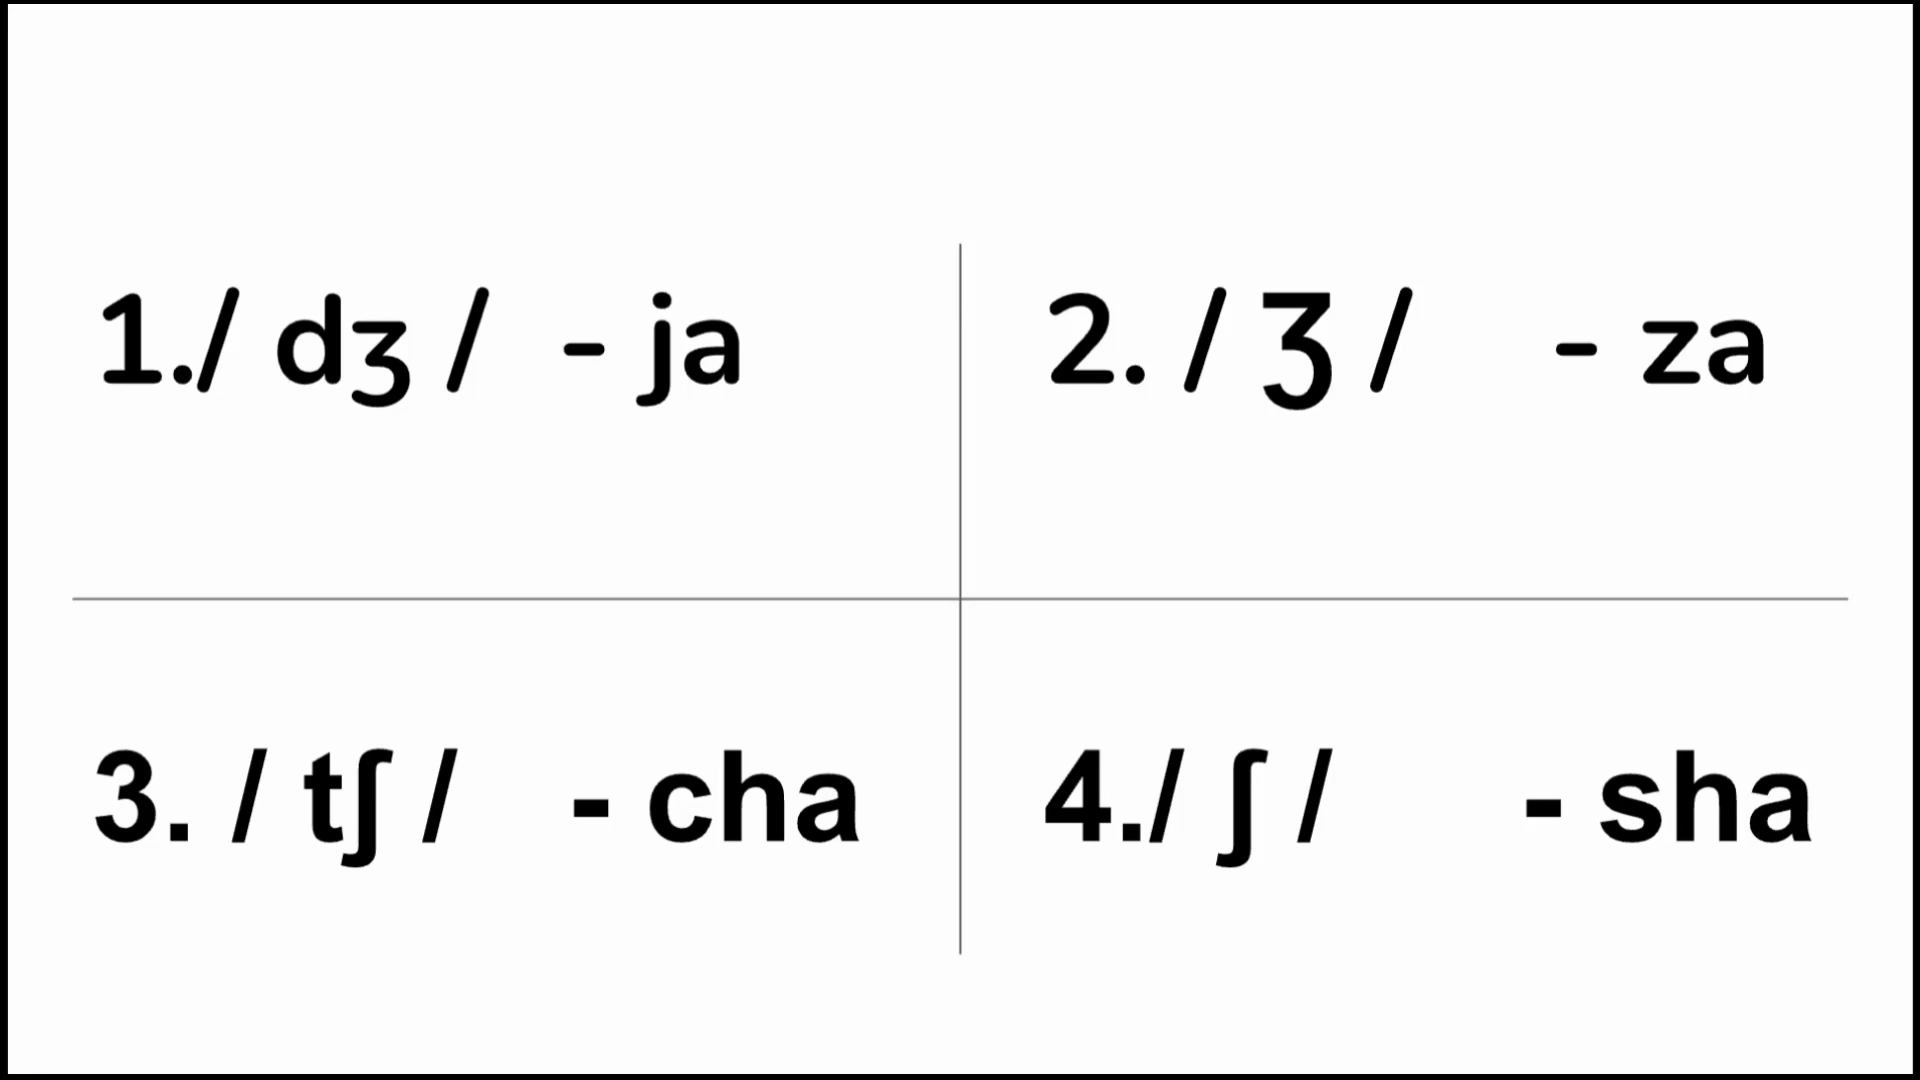 1./ dʒ / - ja
2. / Ʒ / - za
3. / tʃ / - cha
4./ ʃ / - sha